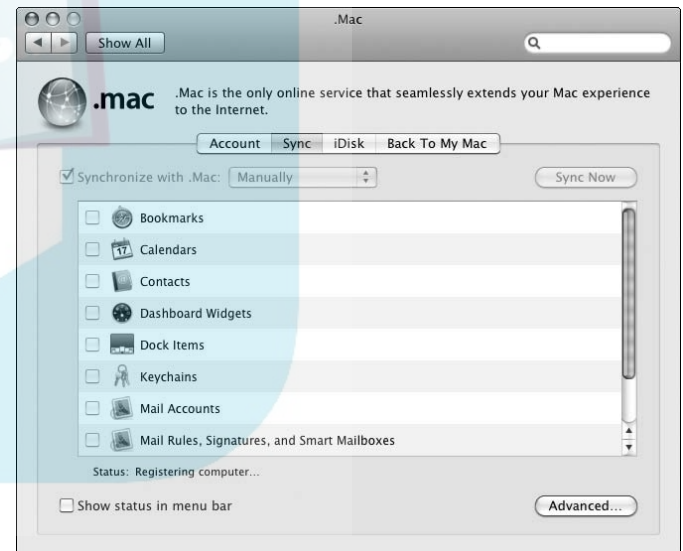 .Mac
Show All
.mac
.Mac is the only online service that seamlessly extends your Mac experience
to the Internet.
Account Sync iDisk Back To My Mac
Synchronize with .Mac: Manually Sync Now
Bookmarks
17 Calendars
Contacts
Dashboard Widgets
Dock Items
Keychains
Mail Accounts
Mail Rules, Signatures, and Smart Mailboxes
Status: Registering computer...
Show status in menu bar Advanced...